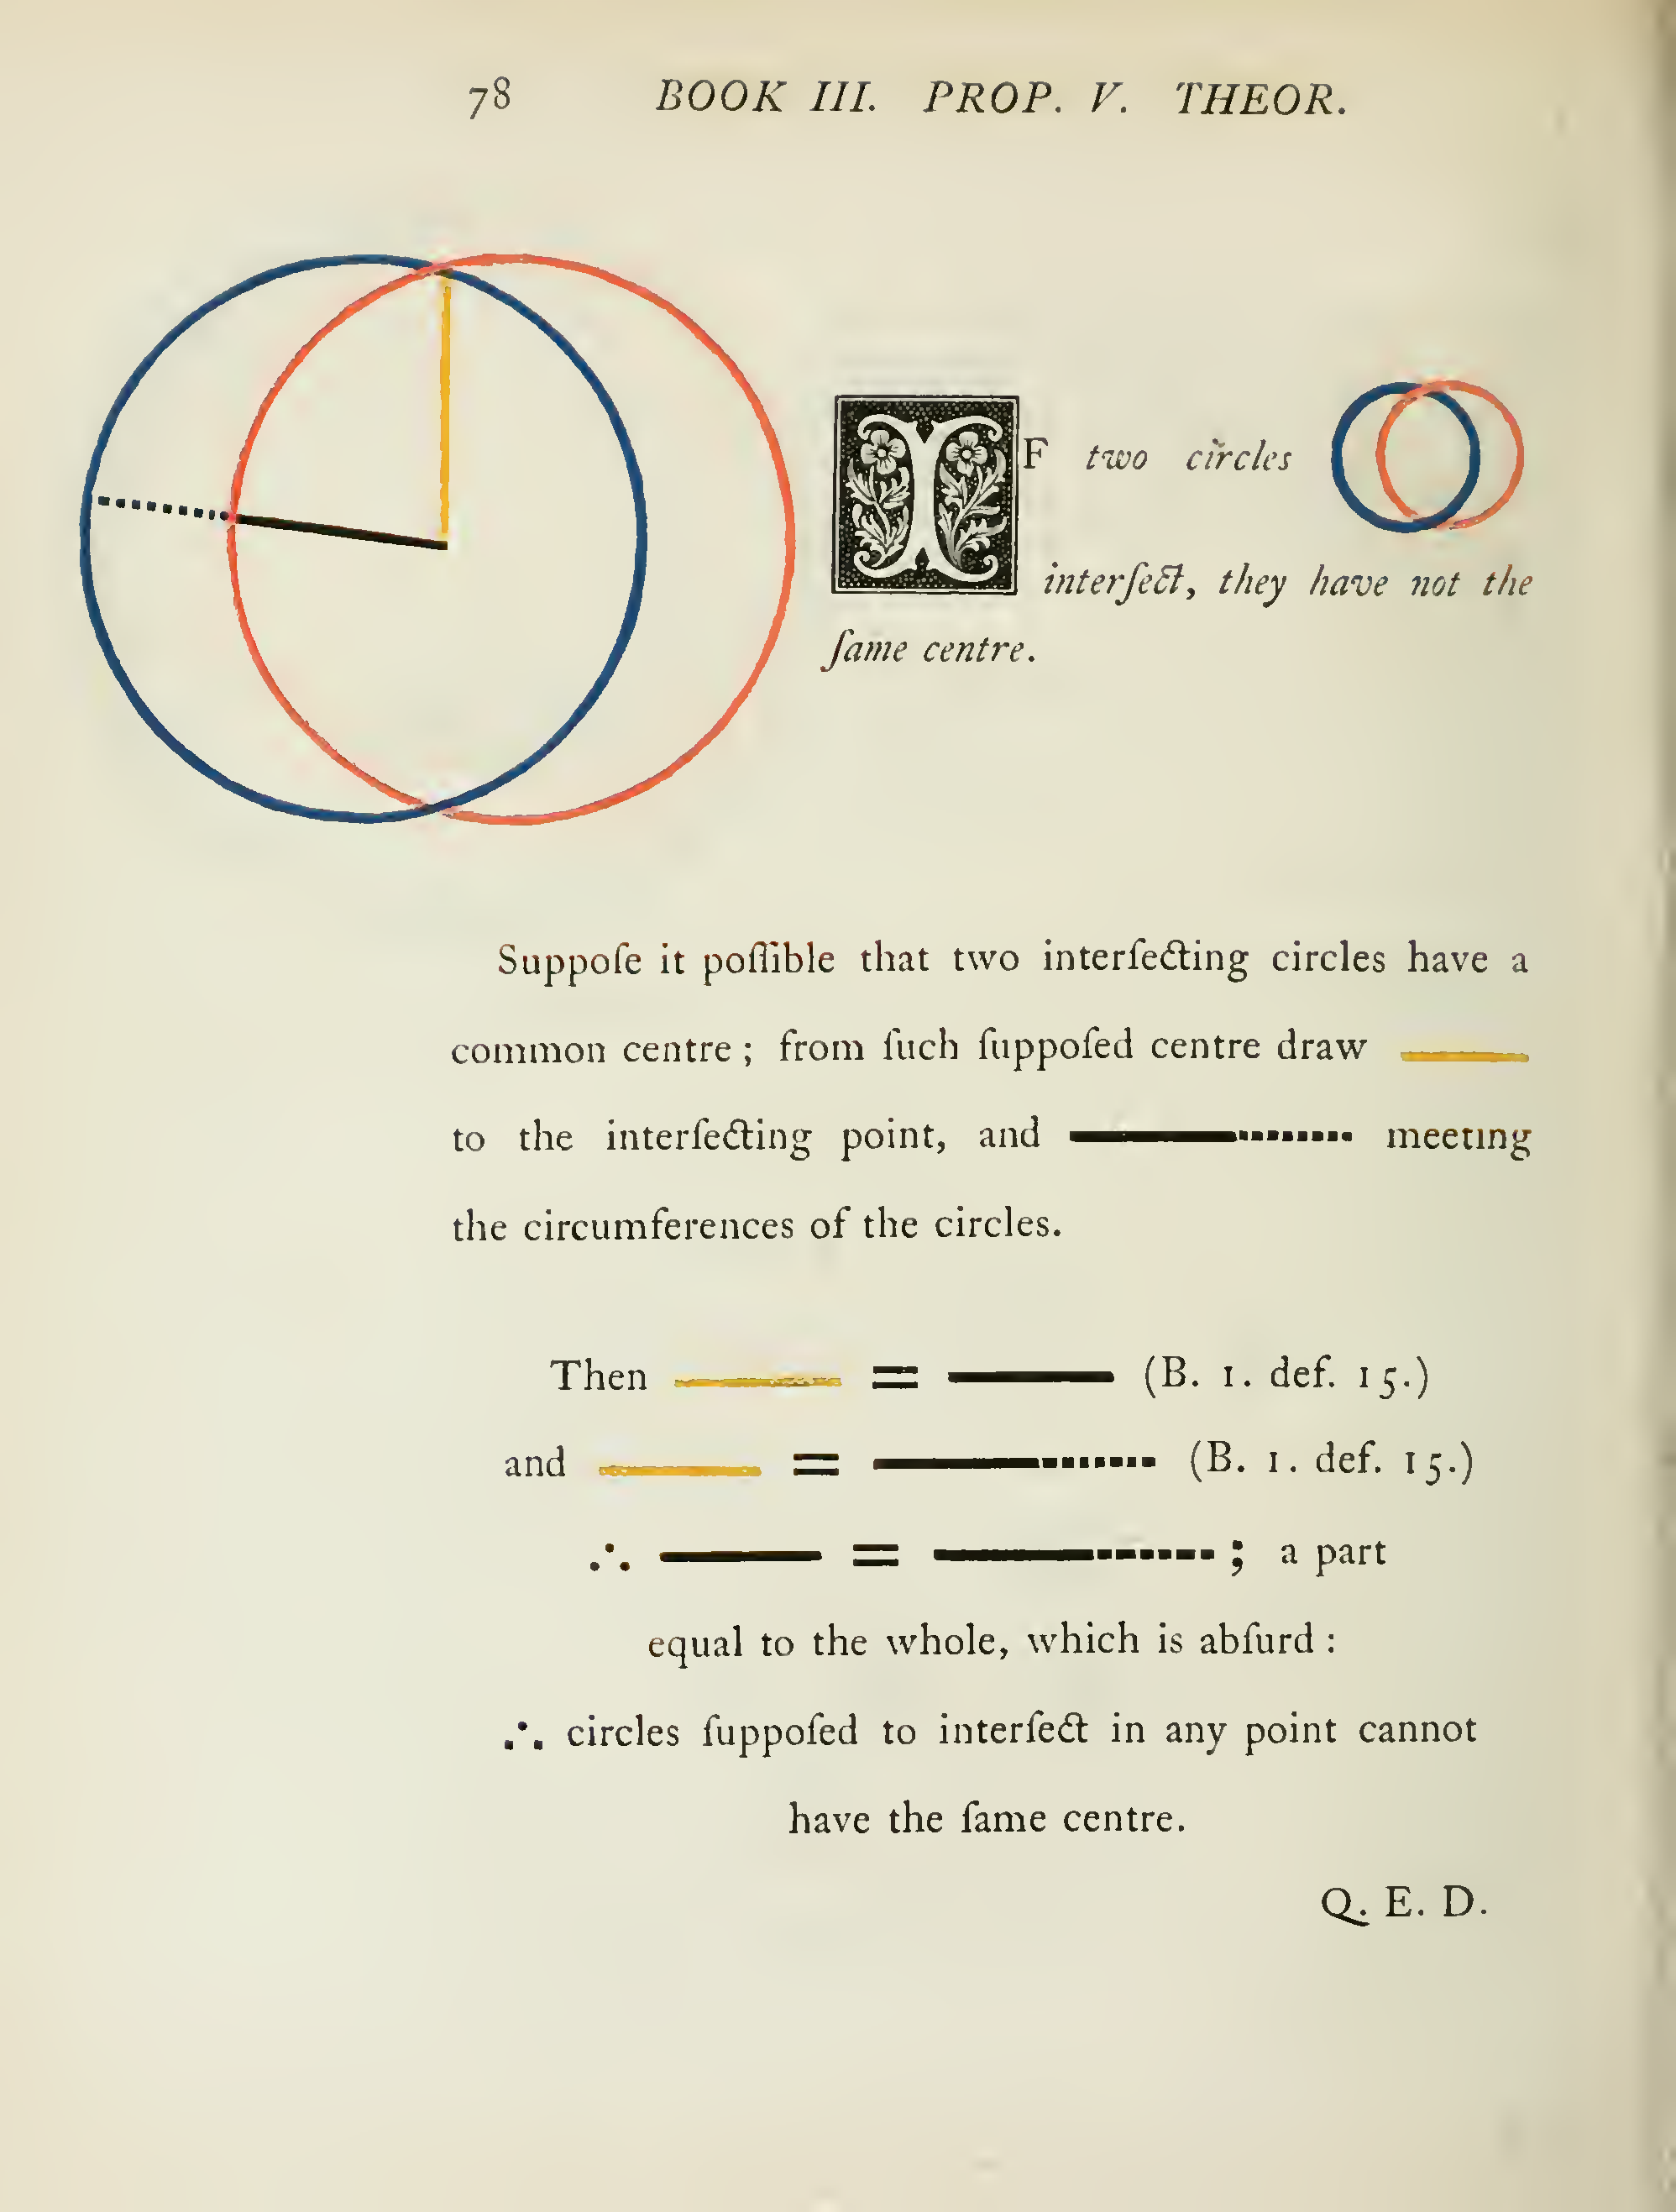 78 BOOK III. PROP. V. THEOR.
IF two circles
interſect, they have not the
ſame centre.
Suppoſe it poſſible that two interſecting circles have a
common centre ; from ſuch ſuppoſed centre draw
to the interſecting point, and meeting
the circumferences of the circles.
Then = (B. 1. def. 15.)
and = (B. 1. def. 15.)
∴ = ; a part
equal to the whole, which is abſurd :
∴ circles ſuppoſed to interſect in any point cannot
have the ſame centre.
Q. E. D.